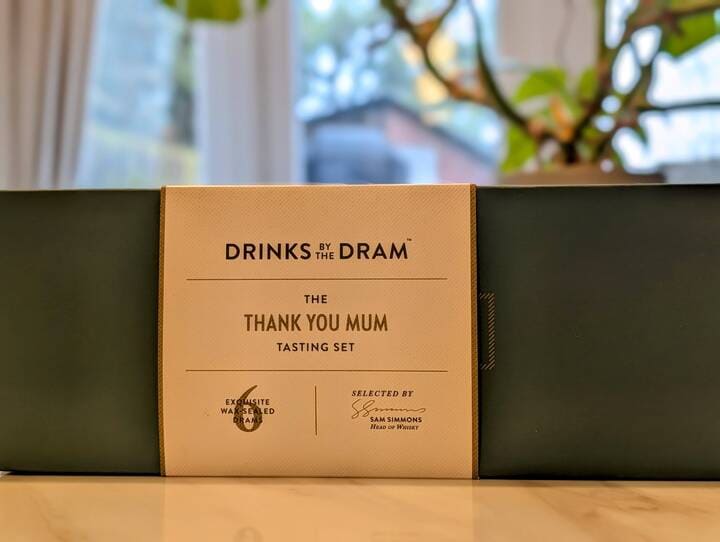 DRINKS BY THE DRAM™
THE
THANK YOU MUM
TASTING SET
6
EXQUISITE
WAX-SEALED
DRAMS
SELECTED BY
SSimmons
SAM SIMMONS
HEAD OF WHISKY